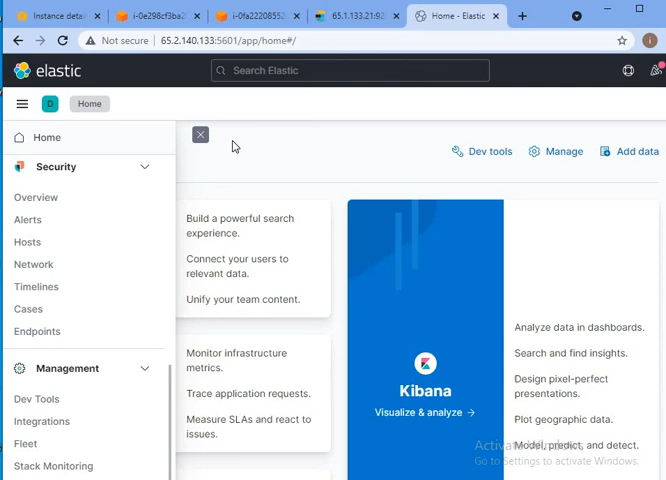 Instance detai
i-0e298cf3ba2
i-0fa2220855
65.1.133.21:92
Home - Elastic
Not secure
65.2.140.133:5601/app/home#/
i
elastic
Search Elastic
D
Home
Home
Dev tools
Manage
Add data
Security
Overview
Alerts
Hosts
Network
Timelines
Cases
Endpoints
Management
Dev Tools
Integrations
Fleet
Stack Monitoring
Build a powerful search
experience.
Connect your users to
relevant data.
Unify your team content.
Monitor infrastructure
metrics.
Trace application requests.
Measure SLAs and react to
issues.
Kibana
Visualize & analyze →
Analyze data in dashboards.
Search and find insights.
Design pixel-perfect
presentations.
Plot geographic data.
Model, predict, and detect.
Activate Windows
Go to Settings to activate Windows.